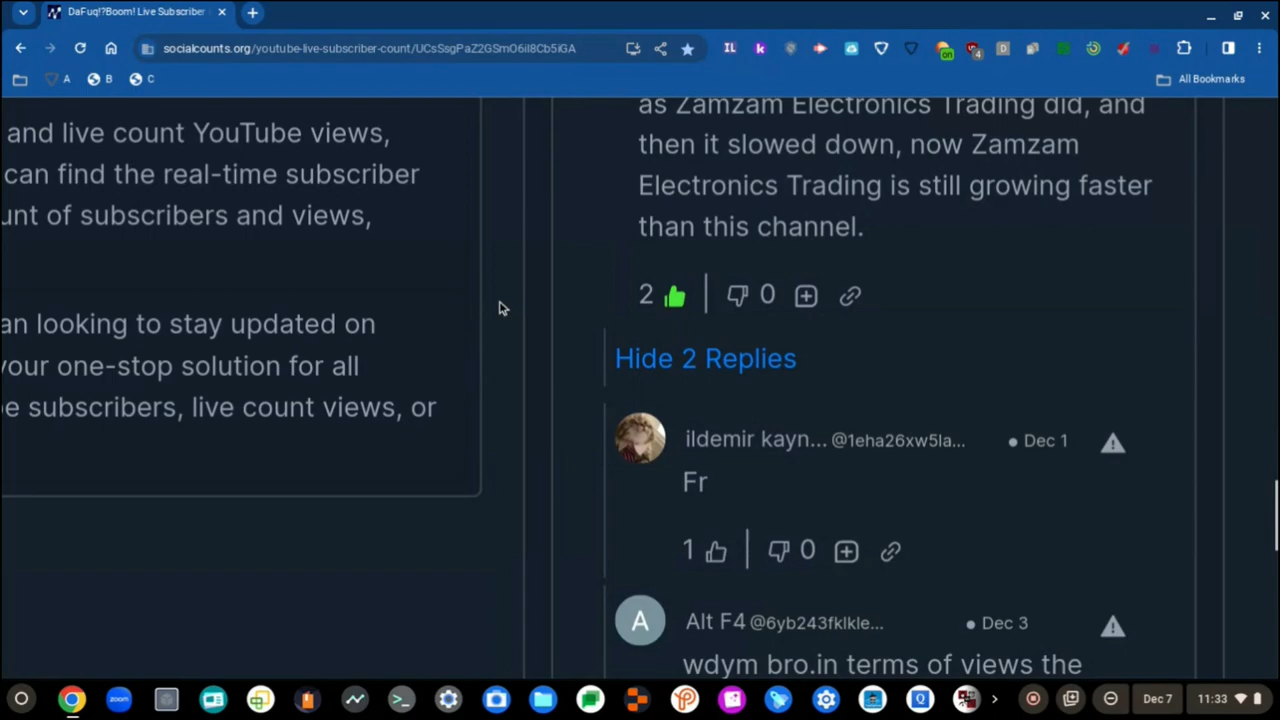 DaFuq!?Boom! Live Subscriber
socialcounts.org/youtube-live-subscriber-count/UCsSsgPaZ2GSmO6il8Cb5iGA
A B C All Bookmarks
and live count YouTube views,
can find the real-time subscriber
unt of subscribers and views,
an looking to stay updated on
your one-stop solution for all
e subscribers, live count views, or
as Zamzam Electronics Trading did, and
then it slowed down, now Zamzam
Electronics Trading is still growing faster
than this channel.
2 0
Hide 2 Replies
ildemir kayn... @1eha26xw5la... • Dec 1
Fr
1 0
A Alt F4 @6yb243fklkle... • Dec 3
wdym bro.in terms of views the
zoom Dec 7 11:33